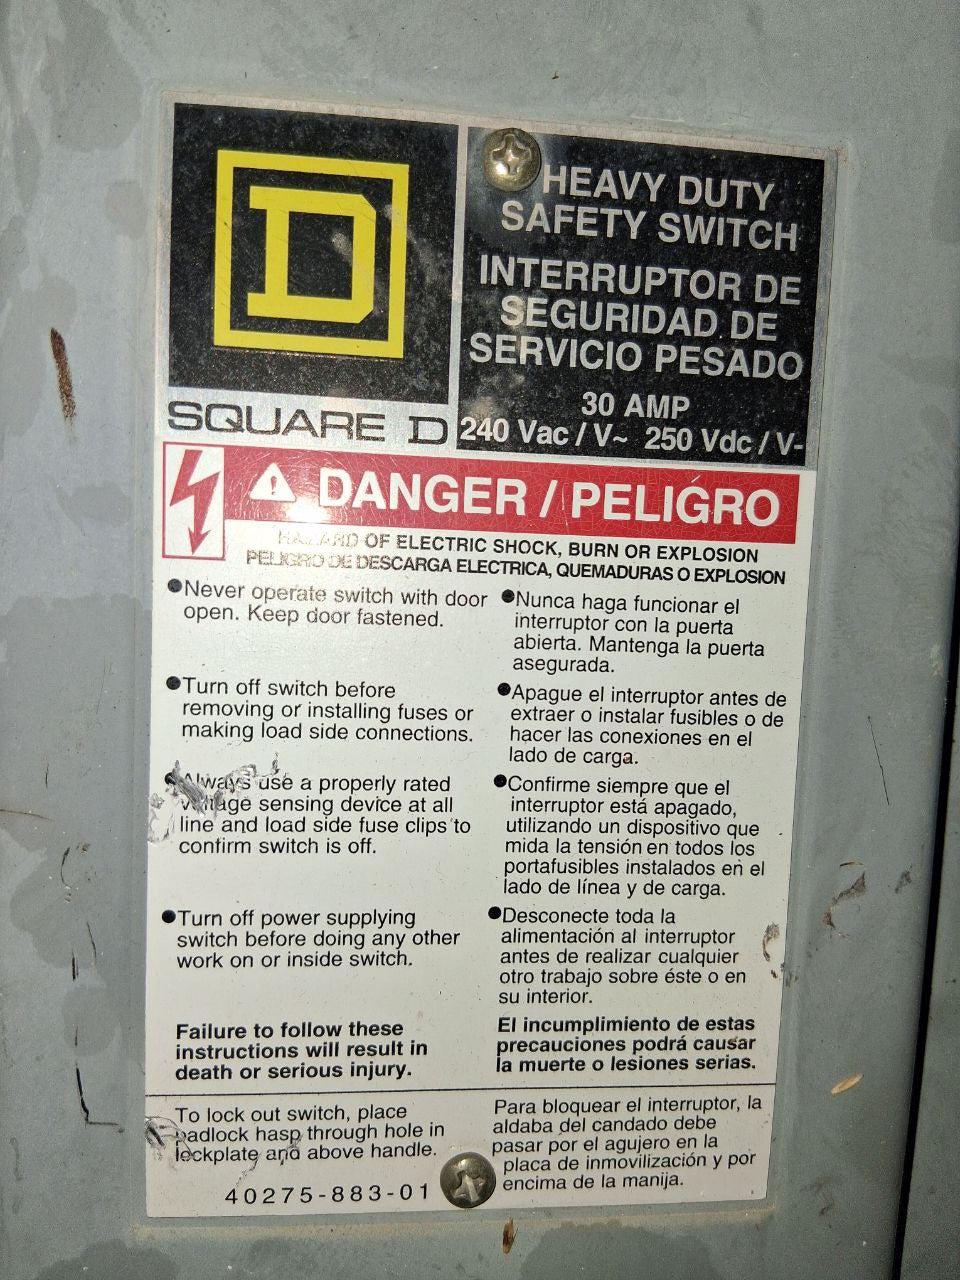 D
SQUARE D
HEAVY DUTY
SAFETY SWITCH
INTERRUPTOR DE
SEGURIDAD DE
SERVICIO PESADO
30 AMP
240 Vac / V~ 250 Vdc / V-
DANGER / PELIGRO
HAZARD OF ELECTRIC SHOCK, BURN OR EXPLOSION
PELIGRO DE DESCARGA ELECTRICA, QUEMADURAS O EXPLOSION
●Never operate switch with door
open. Keep door fastened.
●Turn off switch before
removing or installing fuses or
making load side connections.
●Always use a properly rated
voltage sensing device at all
line and load side fuse clips to
confirm switch is off.
●Turn off power supplying
switch before doing any other
work on or inside switch.
Failure to follow these
instructions will result in
death or serious injury.
●Nunca haga funcionar el
interruptor con la puerta
abierta. Mantenga la puerta
asegurada.
●Apague el interruptor antes de
extraer o instalar fusibles o de
hacer las conexiones en el
lado de carga.
●Confirme siempre que el
interruptor está apagado,
utilizando un dispositivo que
mida la tensión en todos los
portafusibles instalados en el
lado de línea y de carga.
●Desconecte toda la
alimentación al interruptor
antes de realizar cualquier
otro trabajo sobre éste o en
su interior.
El incumplimiento de estas
precauciones podrá causar
la muerte o lesiones serias.
To lock out switch, place
padlock hasp through hole in
lockplate and above handle.
40275-883-01
Para bloquear el interruptor, la
aldaba del candado debe
pasar por el agujero en la
placa de inmovilización y por
encima de la manija.